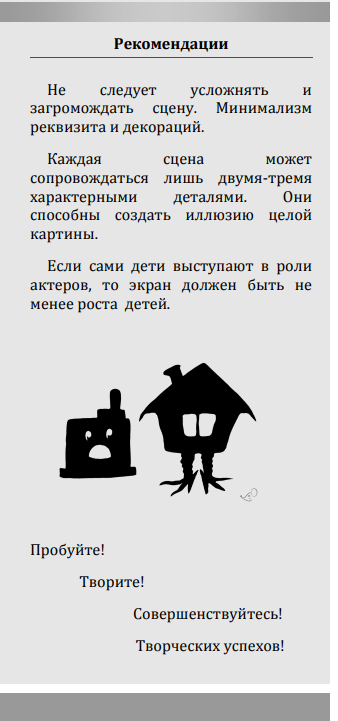 Рекомендации
Не следует усложнять и
загромождать сцену. Минимализм
реквизита и декораций.
Каждая сцена может
сопровождаться лишь двумя-тремя
характерными деталями. Они
способны создать иллюзию целой
картины.
Если сами дети выступают в роли
актеров, то экран должен быть не
менее роста детей.
Пробуйте!
Творите!
Совершенствуйтесь!
Творческих успехов!